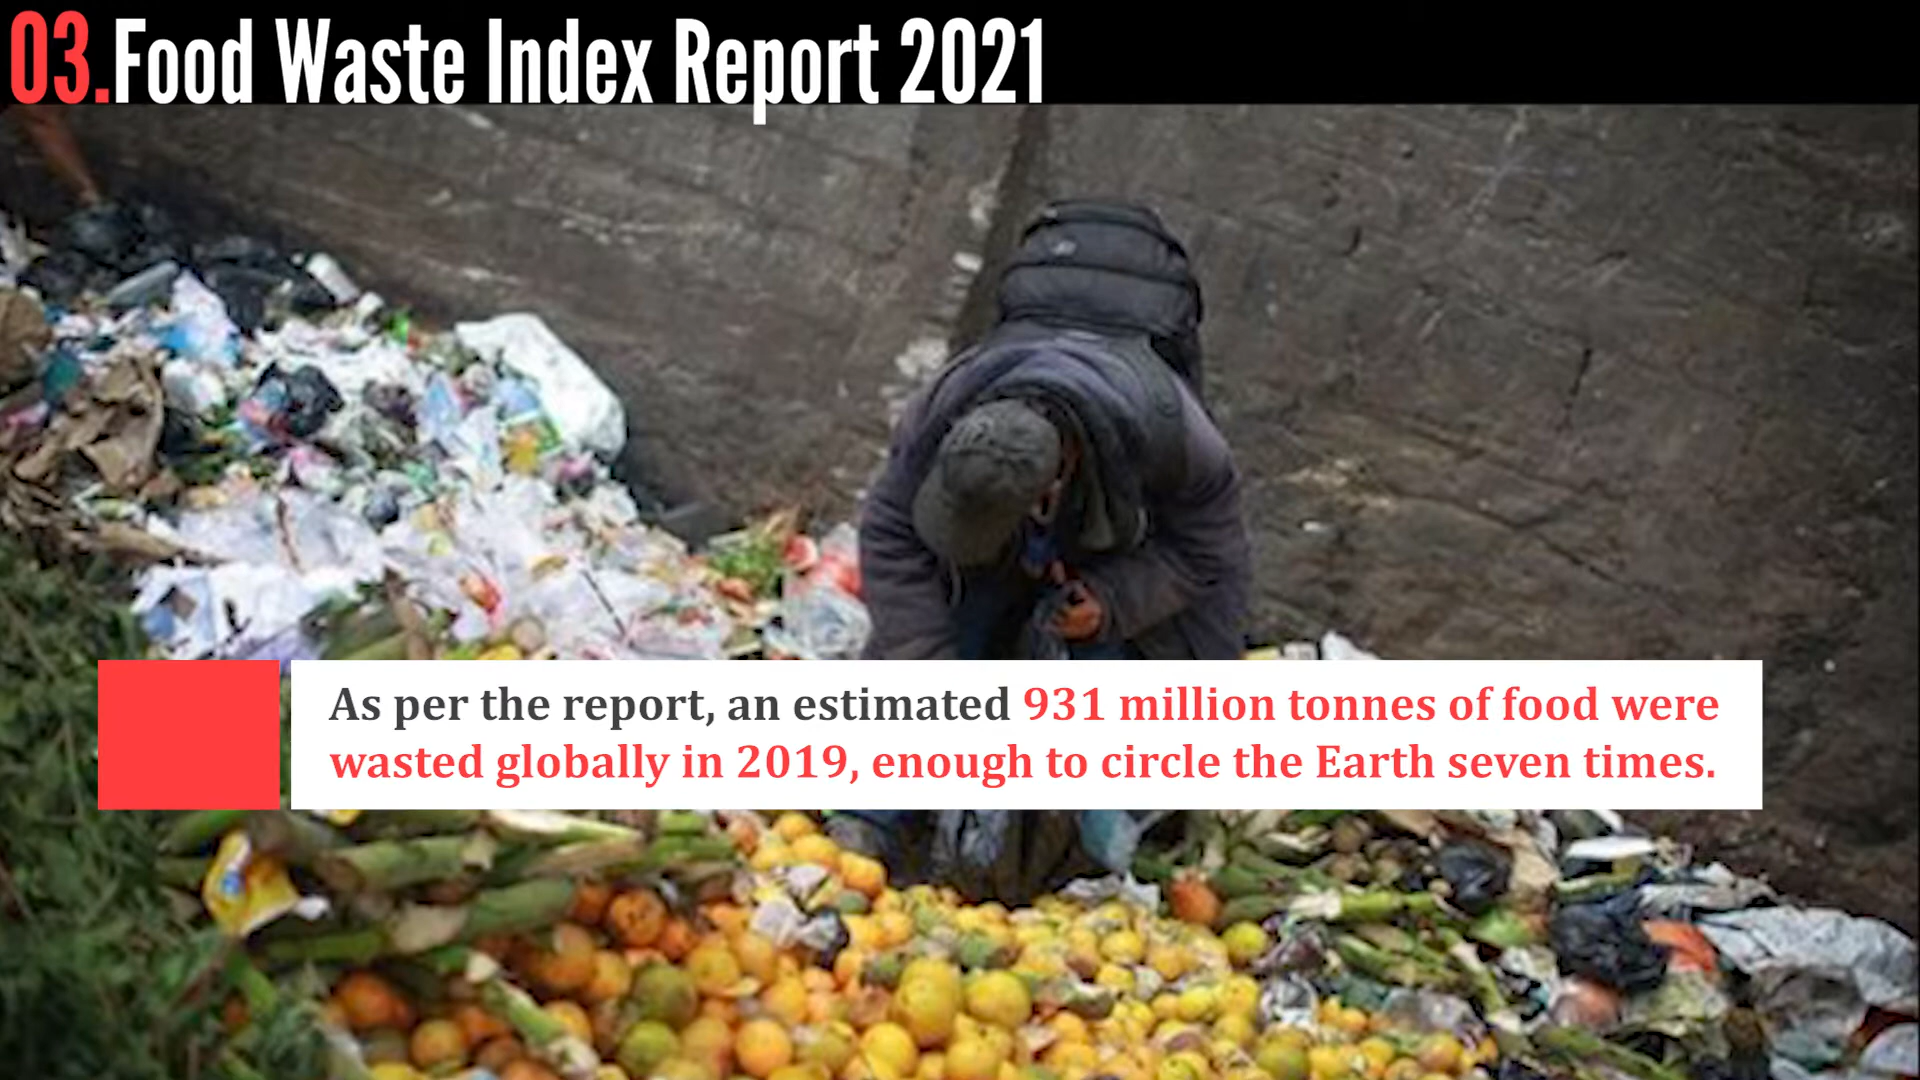 03.Food Waste Index Report 2021
As per the report, an estimated 931 million tonnes of food were
wasted globally in 2019, enough to circle the Earth seven times.